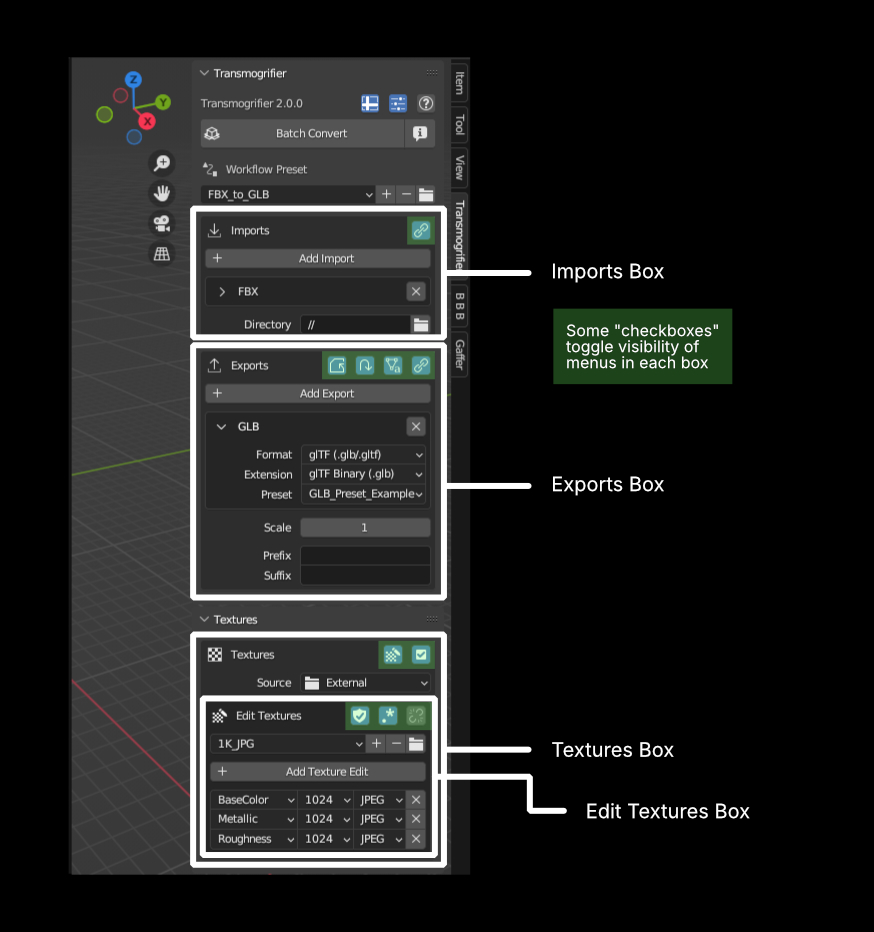 Z
Y
X
Transmogrifier
Transmogrifier 2.0.0
?
Batch Convert
Workflow Preset
FBX_to_GLB
Imports
Add Import
FBX
Directory //
Exports
Add Export
GLB
Format glTF (.glb/.gltf)
Extension glTF Binary (.glb)
Preset GLB_Preset_Example
Scale 1
Prefix
Suffix
Textures
Textures
Source External
Edit Textures
1K_JPG
Add Texture Edit
BaseColor 1024 JPEG
Metallic 1024 JPEG
Roughness 1024 JPEG
Item
Tool
View
Transmogrifier
B B B
Gaffer
Imports Box
Some "checkboxes"
toggle visibility of
menus in each box
Exports Box
Textures Box
Edit Textures Box